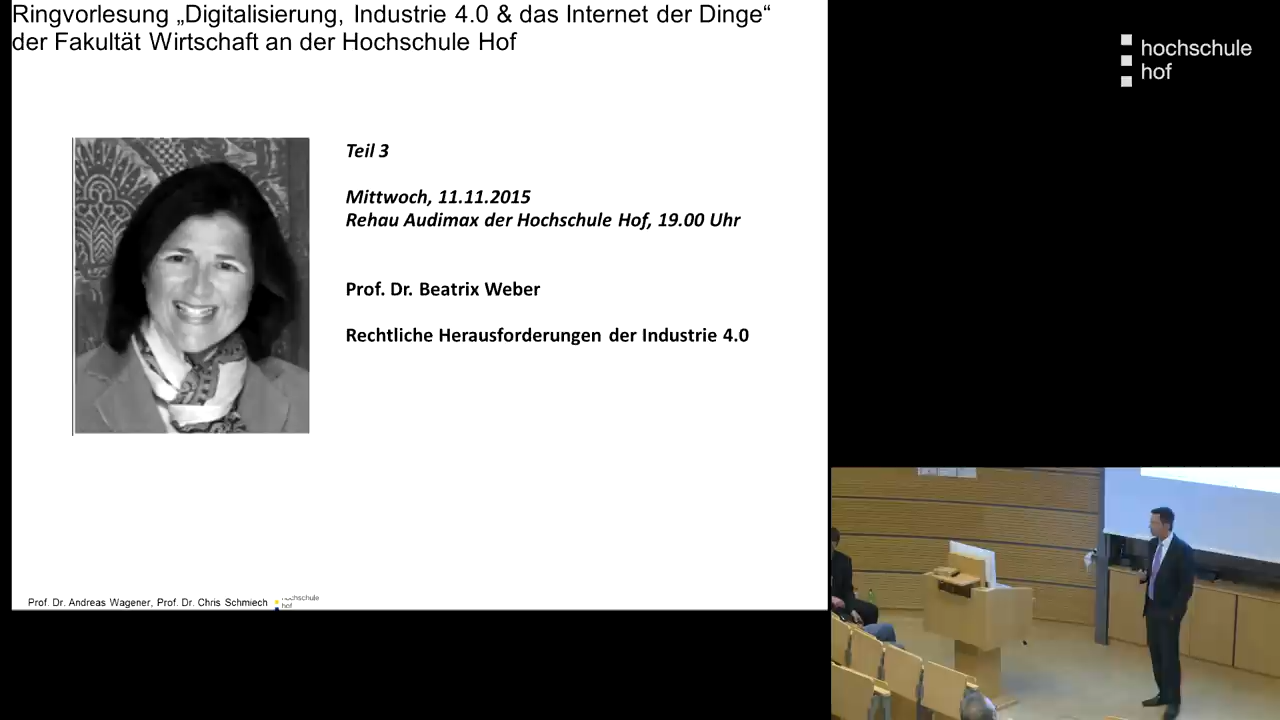 Ringvorlesung „Digitalisierung, Industrie 4.0 & das Internet der Dinge“
der Fakultät Wirtschaft an der Hochschule Hof
hochschule
hof
Teil 3
Mittwoch, 11.11.2015
Rehau Audimax der Hochschule Hof, 19.00 Uhr
Prof. Dr. Beatrix Weber
Rechtliche Herausforderungen der Industrie 4.0
Prof. Dr. Andreas Wagener, Prof. Dr. Chris Schmiech
hochschule
hof